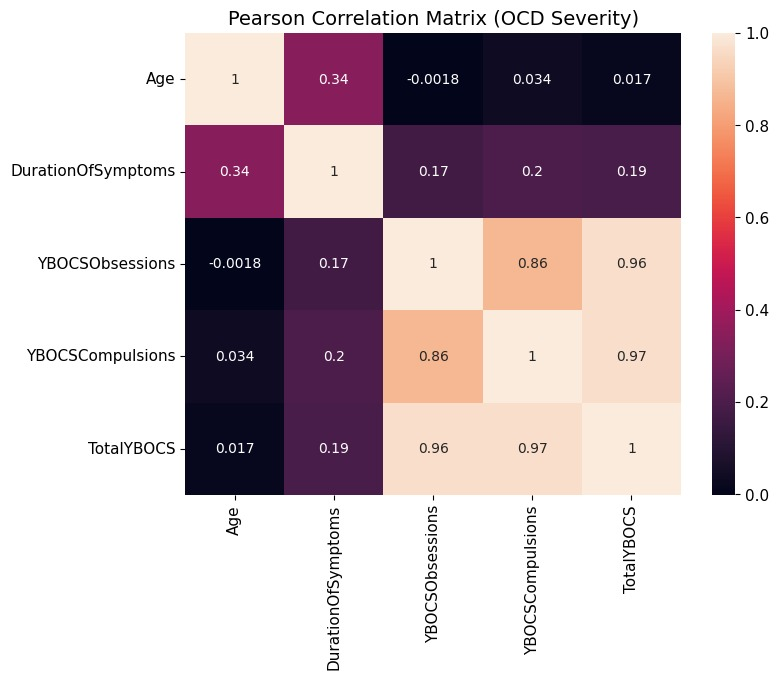 Pearson Correlation Matrix (OCD Severity)
Age 1 0.34 -0.0018 0.034 0.017
DurationOfSymptoms 0.34 1 0.17 0.2 0.19
YBOCSObsessions -0.0018 0.17 1 0.86 0.96
YBOCSCompulsions 0.034 0.2 0.86 1 0.97
TotalYBOCS 0.017 0.19 0.96 0.97 1
Age
DurationOfSymptoms
YBOCSObsessions
YBOCSCompulsions
TotalYBOCS
1.0
0.8
0.6
0.4
0.2
0.0